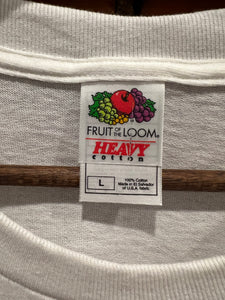 FRUIT OF THE LOOM®
HEAVY
cotton
L
100% Cotton
Made in El Salvador
of U.S.A. fabric.